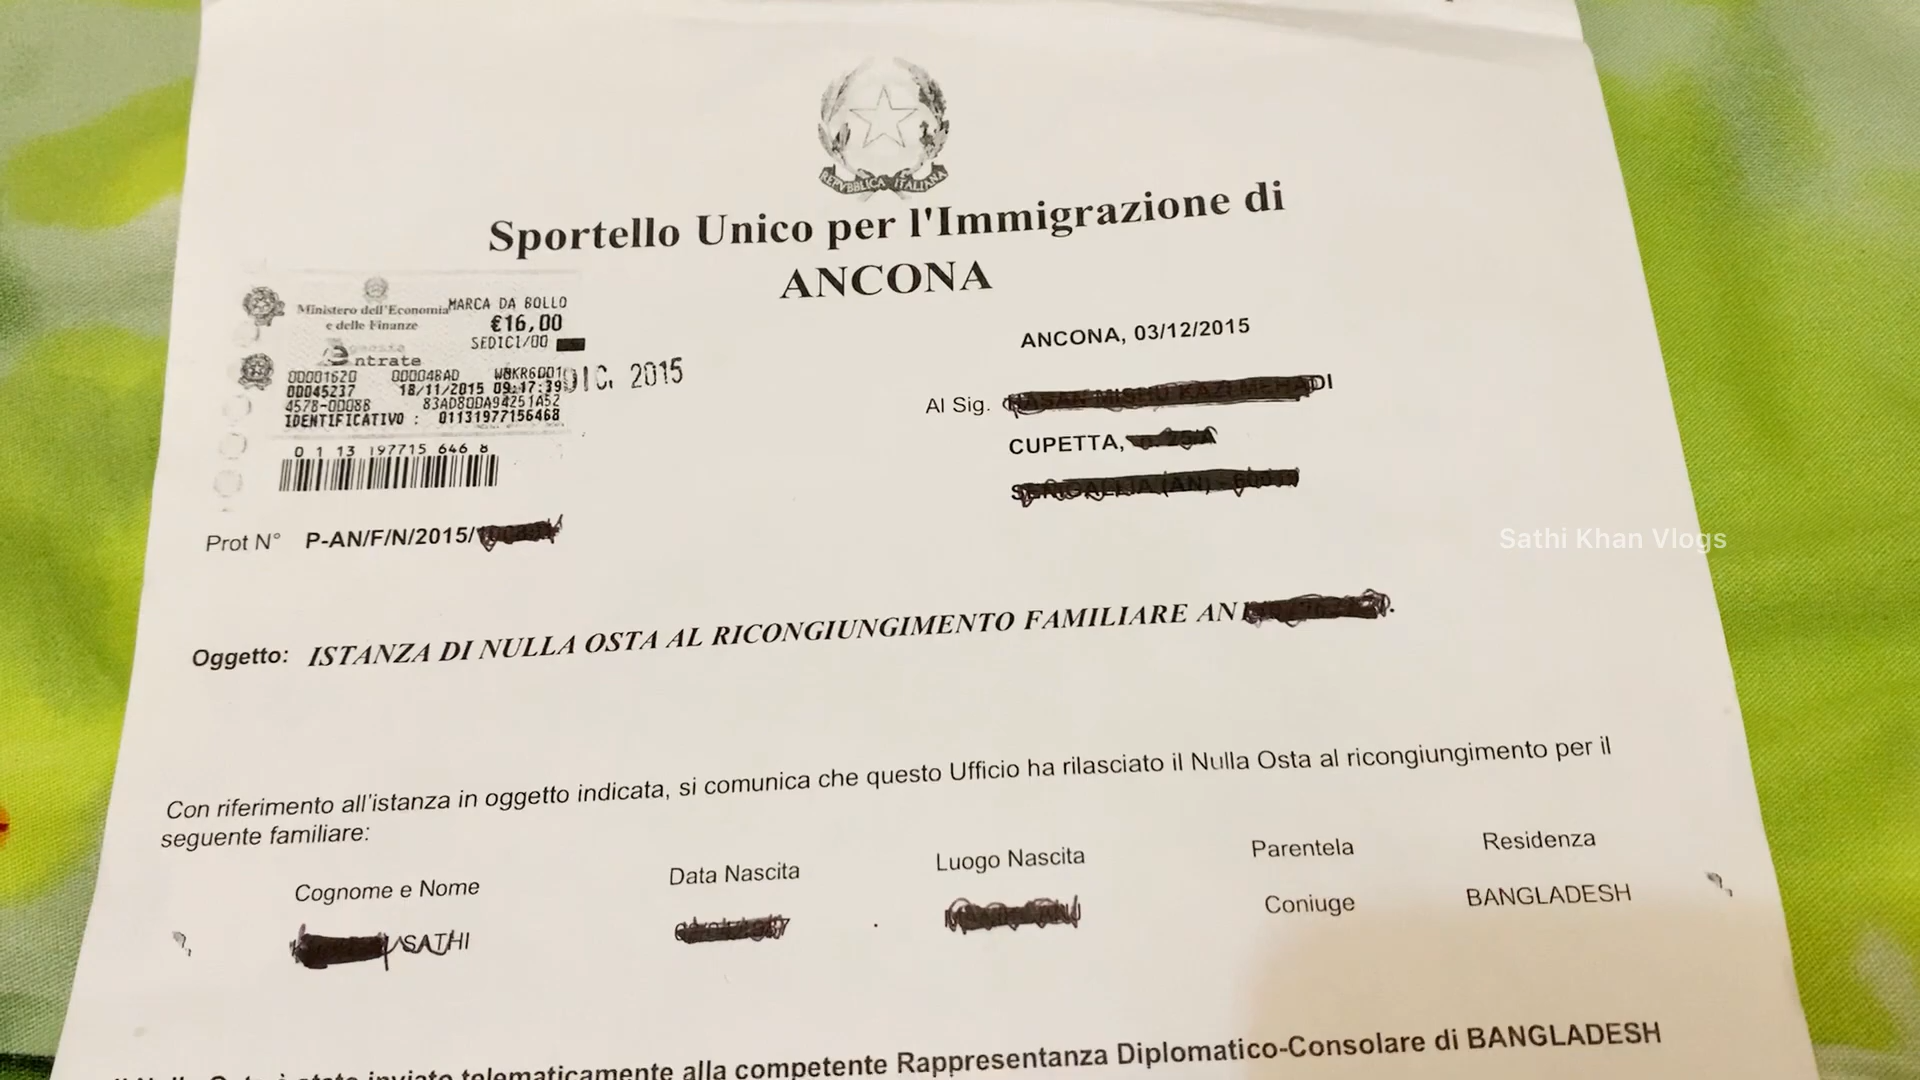 REPVBBLICA ITALIANA
Sportello Unico per l'Immigrazione di
ANCONA
Ministero dell'Economia
e delle Finanze
MARCA DA BOLLO
€16,00
SEDICI/00
entrate
00001620 000048AD W8KR6001
00045237 18/11/2015 09:17:39
4578-00088 83AD80DA94251A52
IDENTIFICATIVO : 01131977156468
0 1 13 197715 646 8
DIC. 2015
ANCONA, 03/12/2015
Al Sig.
CUPETTA,
Prot N° P-AN/F/N/2015/
Sathi Khan Vlogs
Oggetto: ISTANZA DI NULLA OSTA AL RICONGIUNGIMENTO FAMILIARE AN
Con riferimento all'istanza in oggetto indicata, si comunica che questo Ufficio ha rilasciato il Nulla Osta al ricongiungimento per il
seguente familiare:
Cognome e Nome Data Nascita Luogo Nascita Parentela Residenza
SATHI Coniuge BANGLADESH
inviato telematicamente alla competente Rappresentanza Diplomatico-Consolare di BANGLADESH